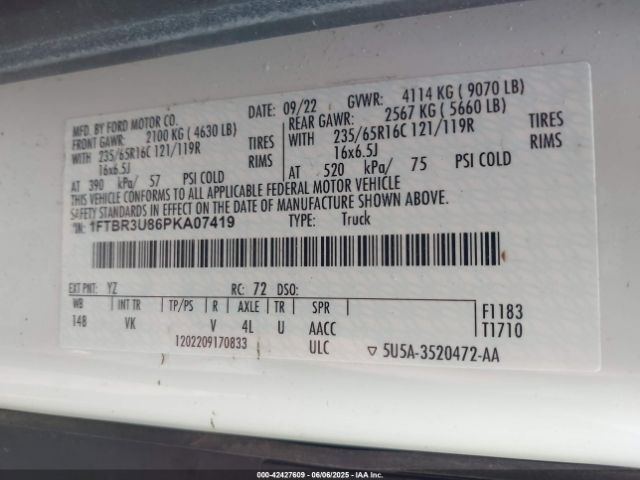 MFD. BY FORD MOTOR CO. DATE: 09/22 GVWR: 4114 KG ( 9070 LB)
FRONT GAWR: 2100 KG ( 4630 LB) REAR GAWR: 2567 KG ( 5660 LB)
WITH 235/65R16C 121/119R TIRES WITH 235/65R16C 121/119R TIRES
16x6.5J RIMS 16x6.5J RIMS
AT 390 kPa/ 57 PSI COLD AT 520 kPa/ 75 PSI COLD
THIS VEHICLE CONFORMS TO ALL APPLICABLE FEDERAL MOTOR VEHICLE
SAFETY STANDARDS IN EFFECT ON THE DATE OF MANUFACTURE SHOWN ABOVE.
1FTBR3U86PKA07419 TYPE: Truck
EXT PNT: YZ RC: 72 DSO:
WB INT TR TP/PS R AXLE TR SPR F1183
148 VK V 4L U AACC T1710
1202209170833 ULC ▽ 5U5A-3520472-AA
000-42427609 | 06/06/2025 - IAA Inc.